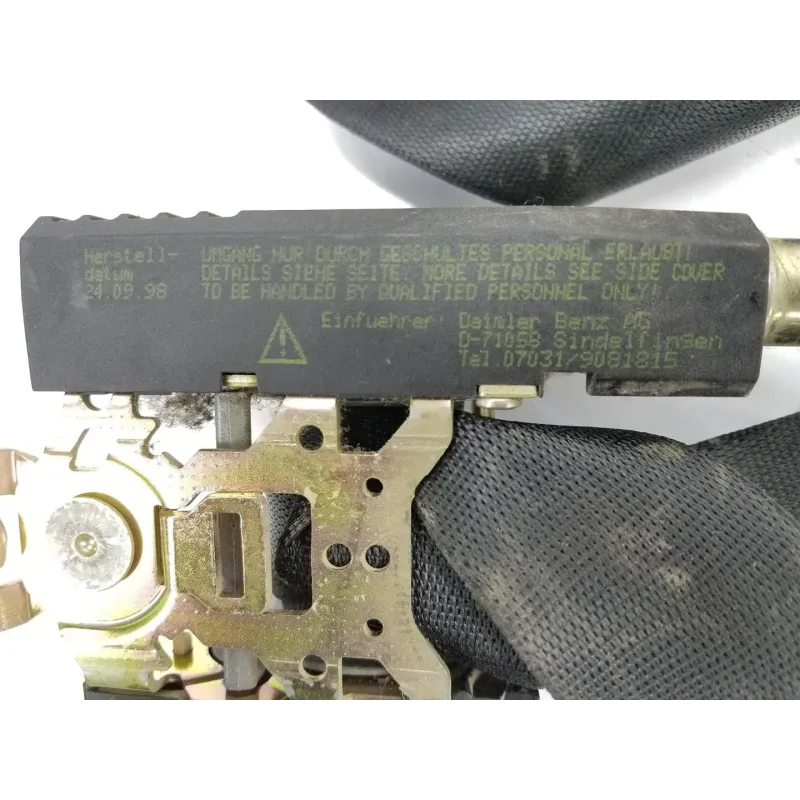 Herstell-
datum
24.09.98
UMGANG NUR DURCH GESCHULTES PERSONAL ERLAUBT!
DETAILS SIEHE SEITE. MORE DETAILS SEE SIDE COVER
TO BE HANDLED BY QUALIFIED PERSONNEL ONLY!
Einfuehrer Daimler Benz AG
D-71059 Sindelfingen
Tel.07031/9081815